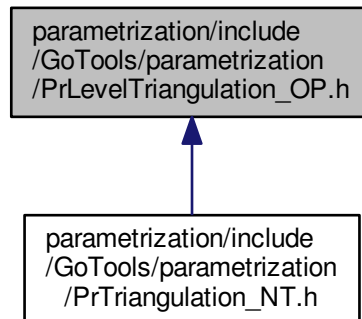 parametrization/include
/GoTools/parametrization
/PrLevelTriangulation_OP.h
parametrization/include
/GoTools/parametrization
/PrTriangulation_NT.h